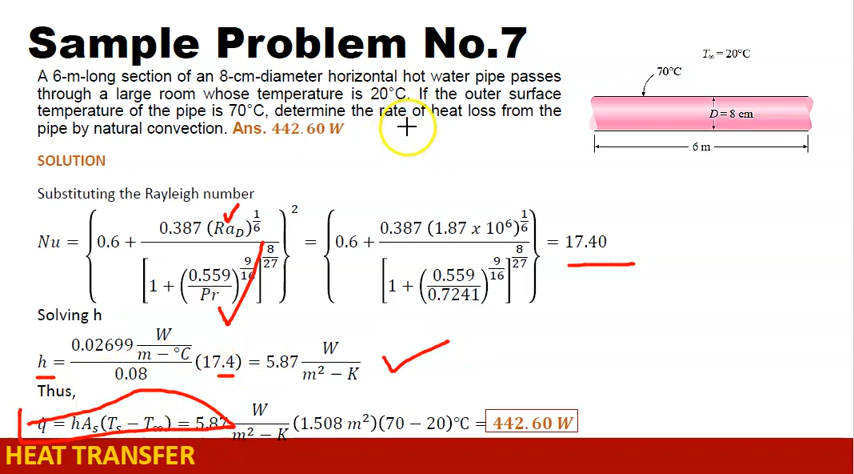 Sample Problem No.7
A 6-m-long section of an 8-cm-diameter horizontal hot water pipe passes
through a large room whose temperature is 20°C. If the outer surface
temperature of the pipe is 70°C, determine the rate of heat loss from the
pipe by natural convection. Ans. 442.60 W
T∞ = 20°C
70°C
D = 8 cm
6 m
SOLUTION
Substituting the Rayleigh number
Nu = {0.6 + 0.387 (Ra_D)^(1/6) / [1 + (0.559/Pr)^(9/16)]^(8/27)}^2 = {0.6 + 0.387 (1.87 x 10^6)^(1/6) / [1 + (0.559/0.7241)^(9/16)]^(8/27)} = 17.40
Solving h
h = 0.02699 W/(m − °C) / 0.08 (17.4) = 5.87 W/(m² − K)
Thus,
q̇ = hA_s(T_s − T∞) = 5.87 W/(m² − K) (1.508 m²)(70 − 20)°C = 442.60 W
HEAT TRANSFER